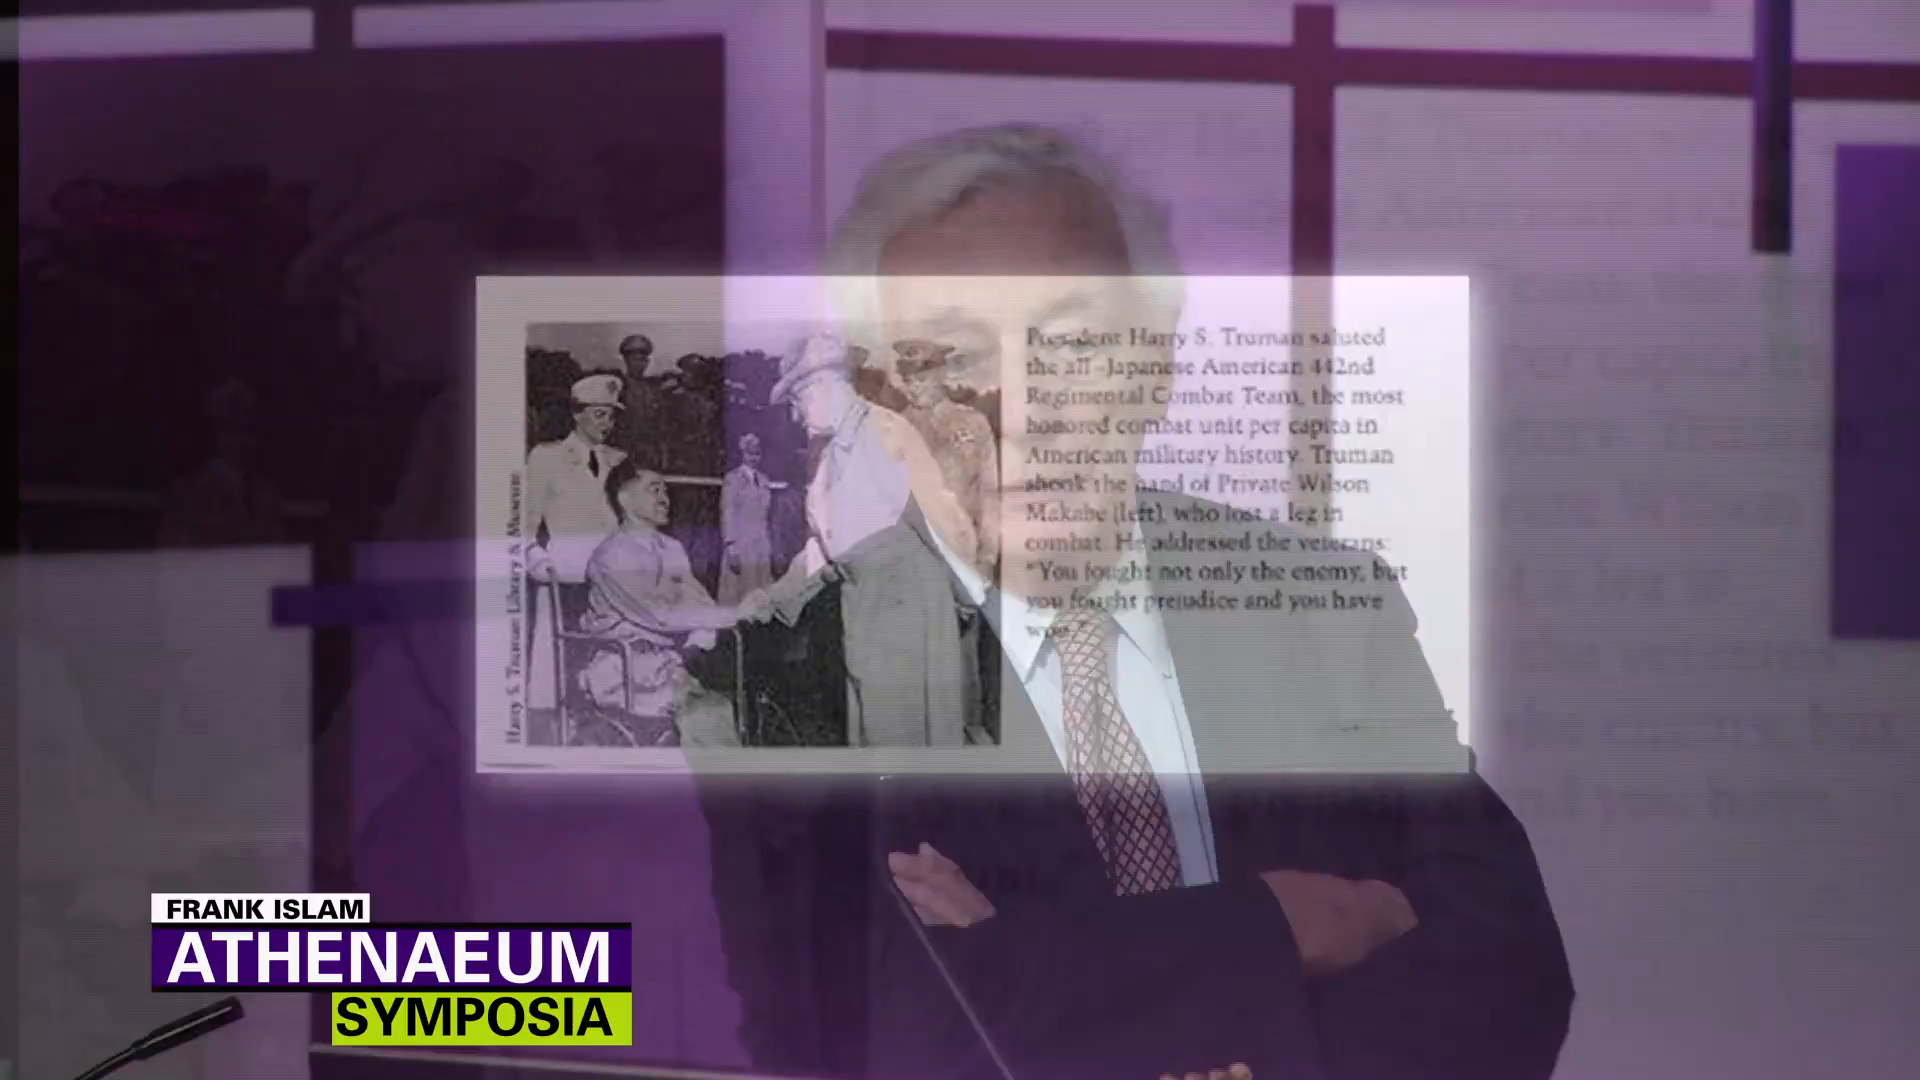 Harry S. Truman Library & Museum
President Harry S. Truman saluted
the all-Japanese American 442nd
Regimental Combat Team, the most
honored combat unit per capita in
American military history. Truman
shook the hand of Private Wilson
Makabe (left), who lost a leg in
combat. He addressed the veterans:
"You fought not only the enemy, but
you fought prejudice and you have
won."
FRANK ISLAM
ATHENAEUM
SYMPOSIA